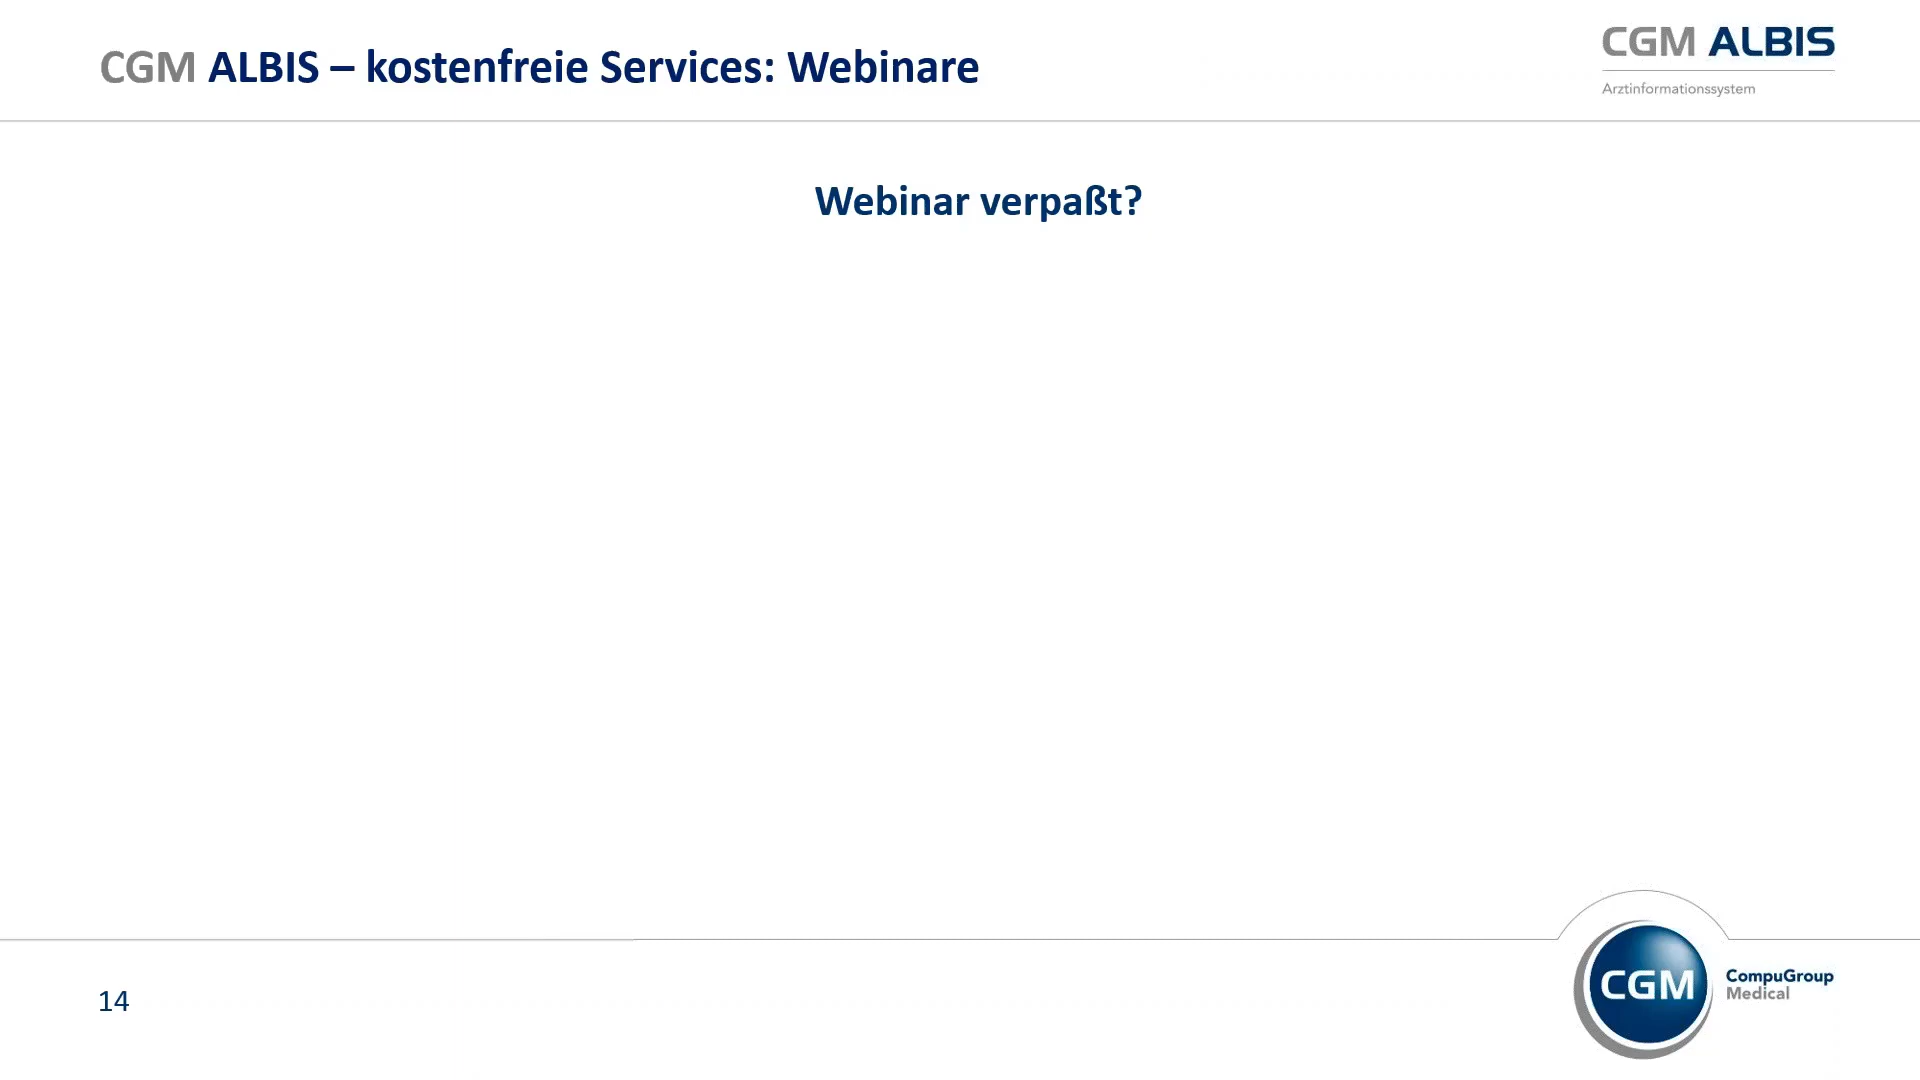 CGM ALBIS – kostenfreie Services: Webinare
CGM ALBIS
Arztinformationssystem
Webinar verpaßt?
14
CGM
CompuGroup
Medical